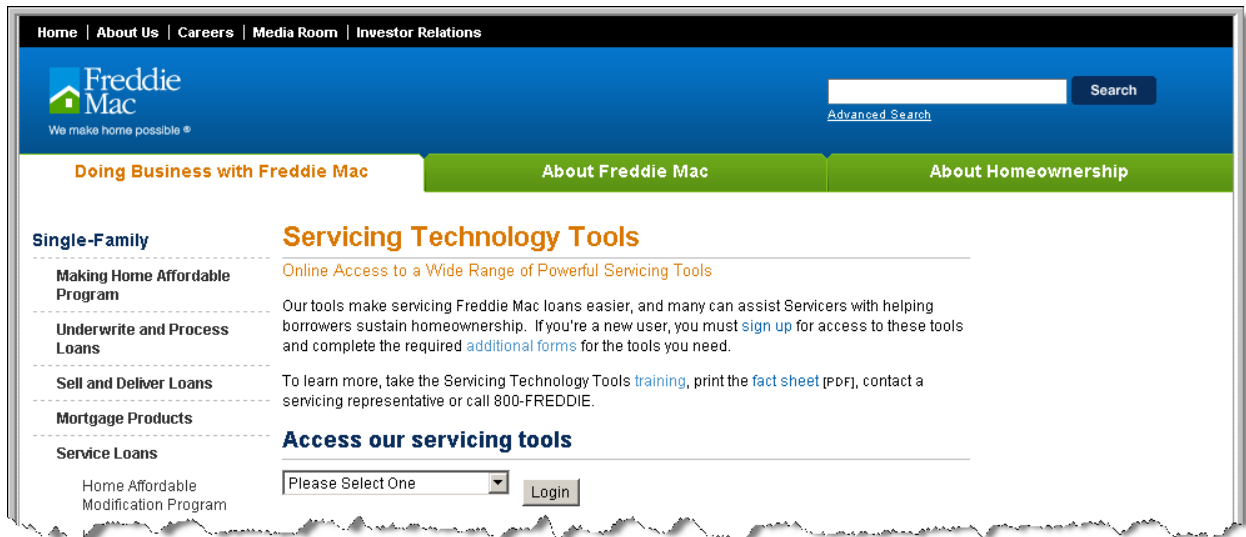 Home | About Us | Careers | Media Room | Investor Relations
Freddie
Mac
We make home possible ®
Search
Advanced Search
Doing Business with Freddie Mac
About Freddie Mac
About Homeownership
Single-Family
Making Home Affordable
Program
Underwrite and Process
Loans
Sell and Deliver Loans
Mortgage Products
Service Loans
Home Affordable
Modification Program
Servicing Technology Tools
Online Access to a Wide Range of Powerful Servicing Tools
Our tools make servicing Freddie Mac loans easier, and many can assist Servicers with helping
borrowers sustain homeownership. If you're a new user, you must sign up for access to these tools
and complete the required additional forms for the tools you need.
To learn more, take the Servicing Technology Tools training, print the fact sheet [PDF], contact a
servicing representative or call 800-FREDDIE.
Access our servicing tools
Please Select One
Login